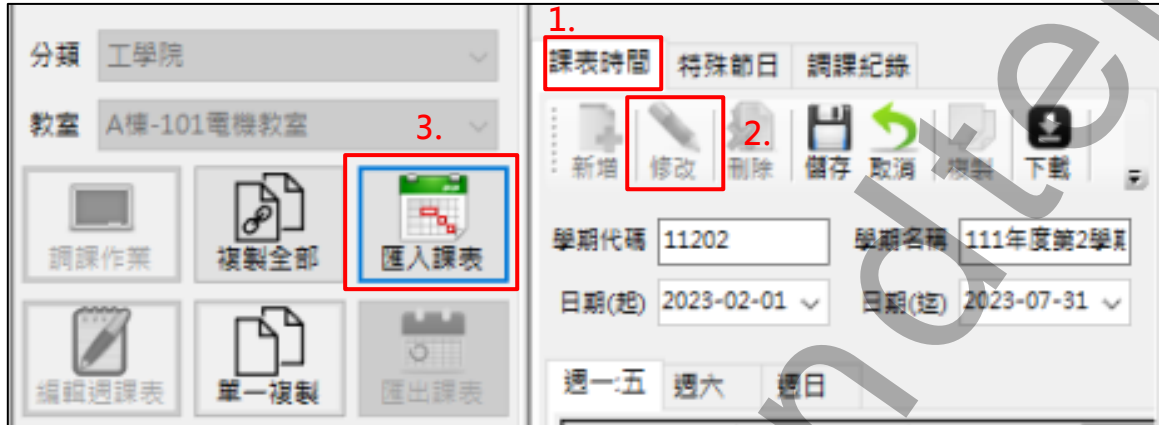 分類 工學院
教室 A棟-101電機教室
3.
調課作業 複製全部 匯入課表
編輯週課表 單一複製 匯出課表
1.
課表時間 特殊節日 調課紀錄
2.
新增 修改 刪除 儲存 取消 複製 下載
學期代碼 11202 學期名稱 111年度第2學期
日期(起) 2023-02-01 日期(迄) 2023-07-31
週一~五 週六 週日